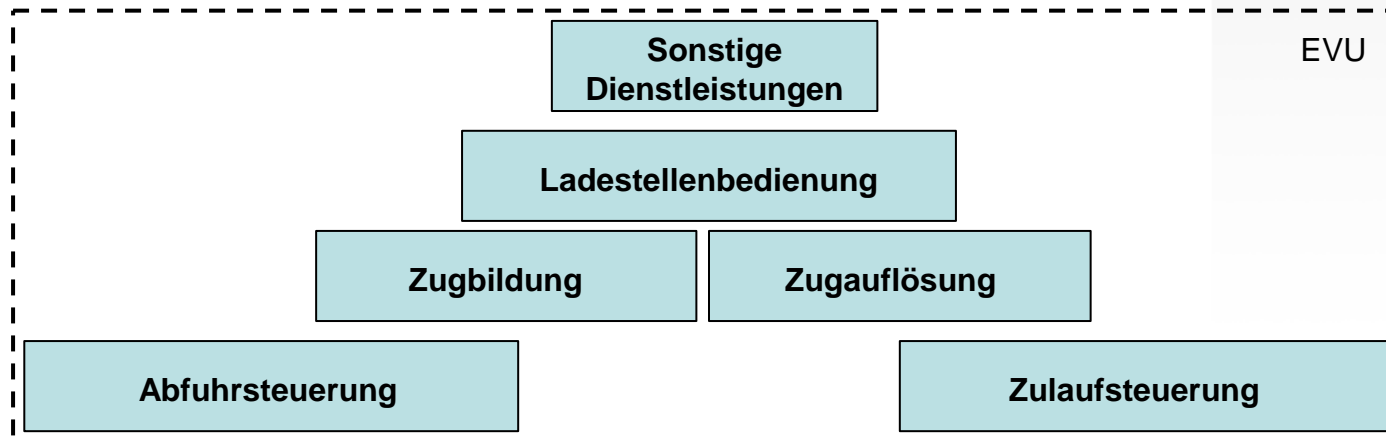 Sonstige
Dienstleistungen
EVU
Ladestellenbedienung
Zugbildung
Zugauflösung
Abfuhrsteuerung
Zulaufsteuerung